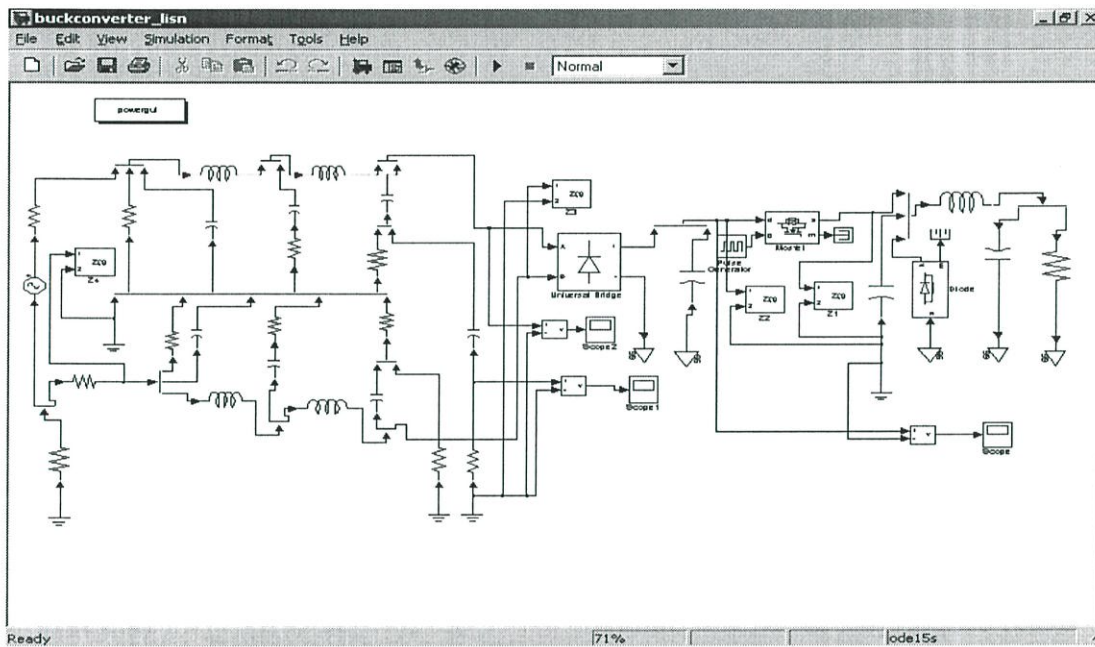 buckconverter_lisn
File Edit View Simulation Format Tools Help
Normal
powergui
Z4
Universal Bridge
Pulse Generator
Mosfet
Z2
Z1
Diode
Scope2
Scope1
Scope
Ready 71% ode15s